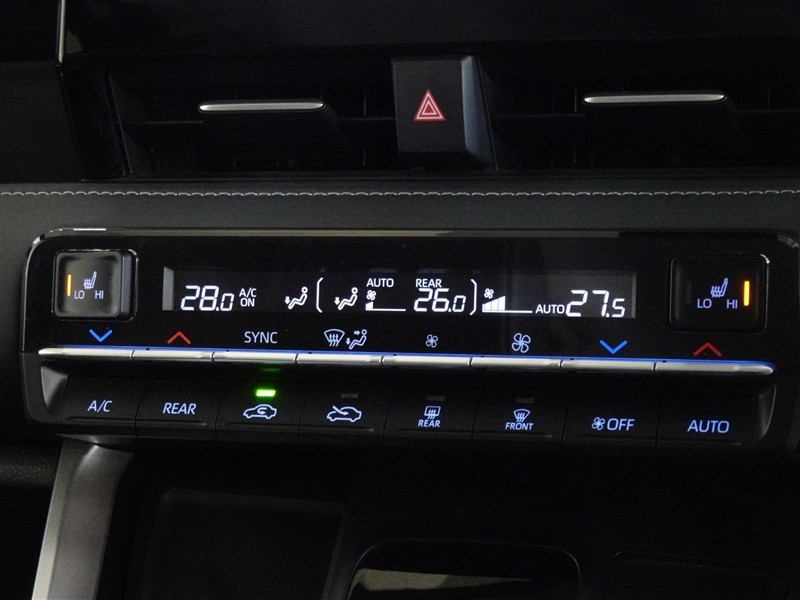 AUTO REAR
28.0 A/C ON 26.0 AUTO 27.5
LO HI
LO HI
SYNC
A/C REAR REAR FRONT OFF AUTO